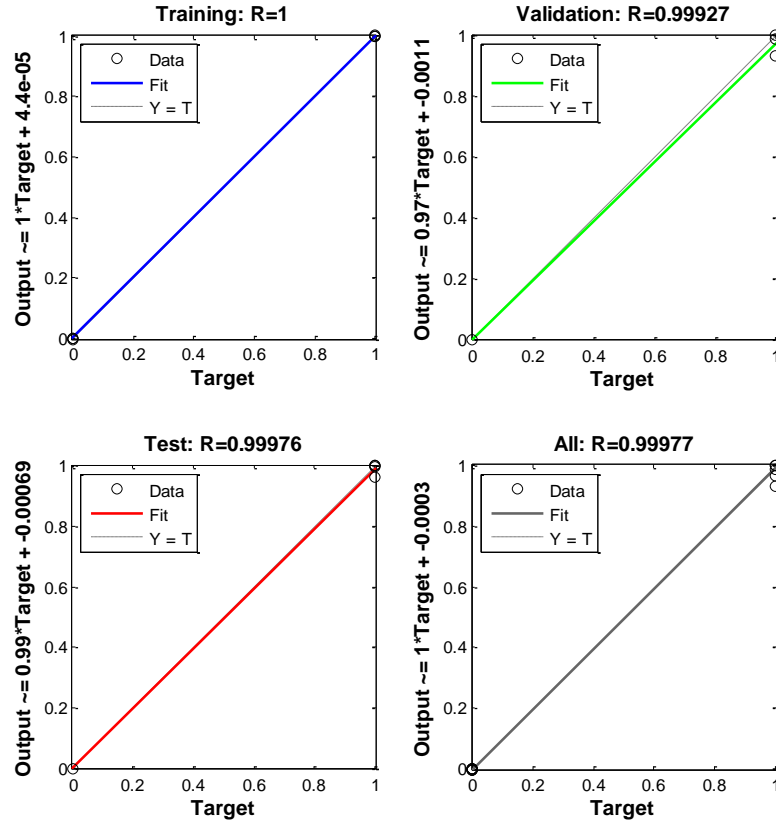 Training: R=1
Data
Fit
Y = T
Output ~= 1*Target + 4.4e-05
1
0.8
0.6
0.4
0.2
0
0 0.2 0.4 0.6 0.8 1
Target
Validation: R=0.99927
Data
Fit
Y = T
Output ~= 0.97*Target + -0.0011
1
0.8
0.6
0.4
0.2
0
0 0.2 0.4 0.6 0.8 1
Target
Test: R=0.99976
Data
Fit
Y = T
Output ~= 0.99*Target + -0.00069
1
0.8
0.6
0.4
0.2
0
0 0.2 0.4 0.6 0.8 1
Target
All: R=0.99977
Data
Fit
Y = T
Output ~= 1*Target + -0.0003
1
0.8
0.6
0.4
0.2
0
0 0.2 0.4 0.6 0.8 1
Target